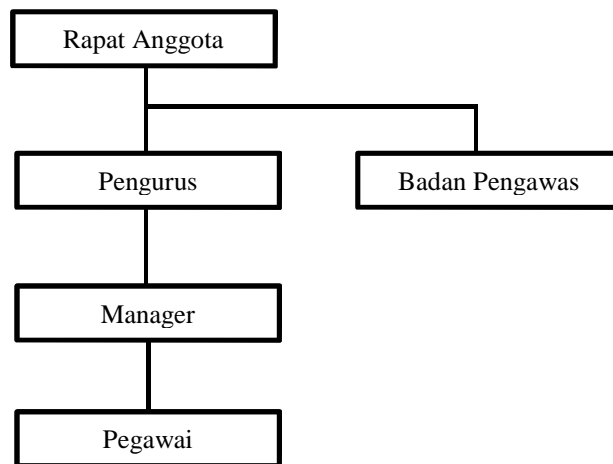 Rapat Anggota
Pengurus
Badan Pengawas
Manager
Pegawai